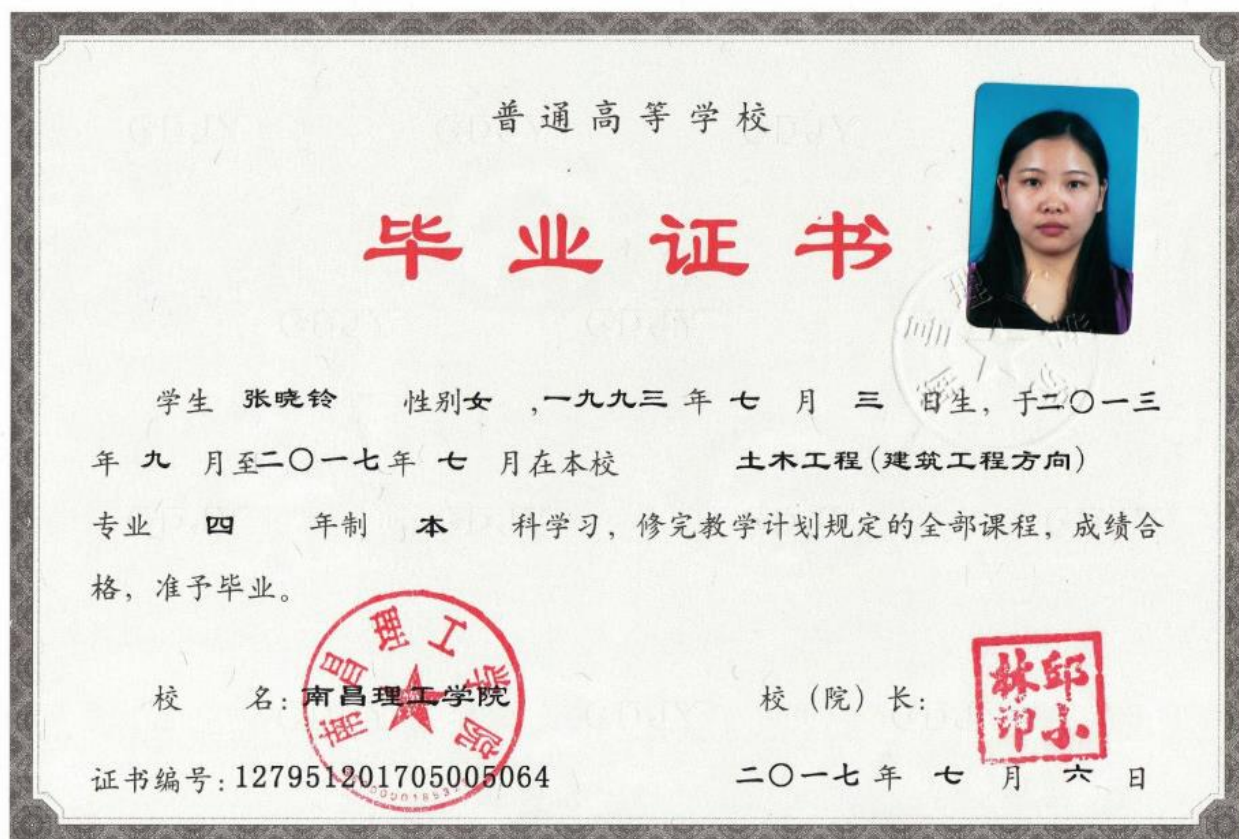 普通高等学校
毕业证书
学生 张晓铃 性别女 ,一九九三 年 七 月 三 日生, 于二〇一三
年 九 月至二〇一七年 七 月在本校 土木工程(建筑工程方向)
专业 四 年制 本 科学习, 修完教学计划规定的全部课程, 成绩合
格, 准予毕业。
南昌理工学院
校 名: 南昌理工学院
校(院)长:
邱小林印
证书编号: 127951201705005064
二〇一七 年 七 月 六 日